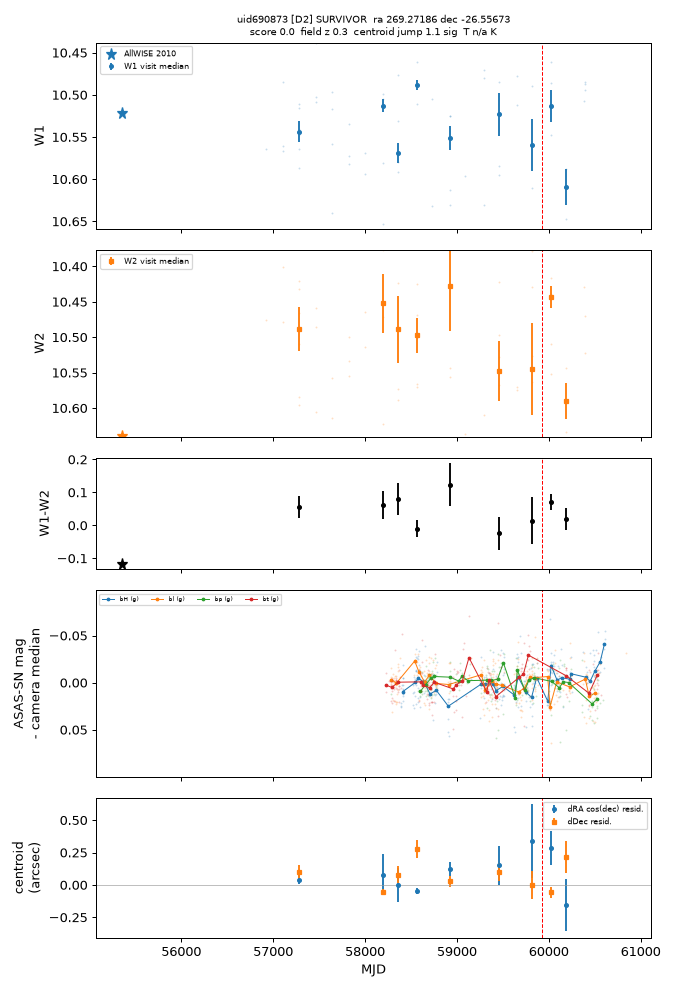 uid690873 [D2] SURVIVOR  ra 269.27186 dec -26.55673
score 0.0  field z 0.3  centroid jump 1.1 sig  T n/a K
AllWISE 2010
W1 visit median
10.45
10.50
10.55
10.60
10.65
W1
W2 visit median
10.40
10.45
10.50
10.55
10.60
W2
0.2
0.1
0.0
−0.1
W1-W2
bH (g)
bl (g)
bp (g)
bt (g)
−0.05
0.00
0.05
ASAS-SN mag
- camera median
dRA cos(dec) resid.
dDec resid.
0.50
0.25
0.00
−0.25
centroid
(arcsec)
56000
57000
58000
59000
60000
61000
MJD